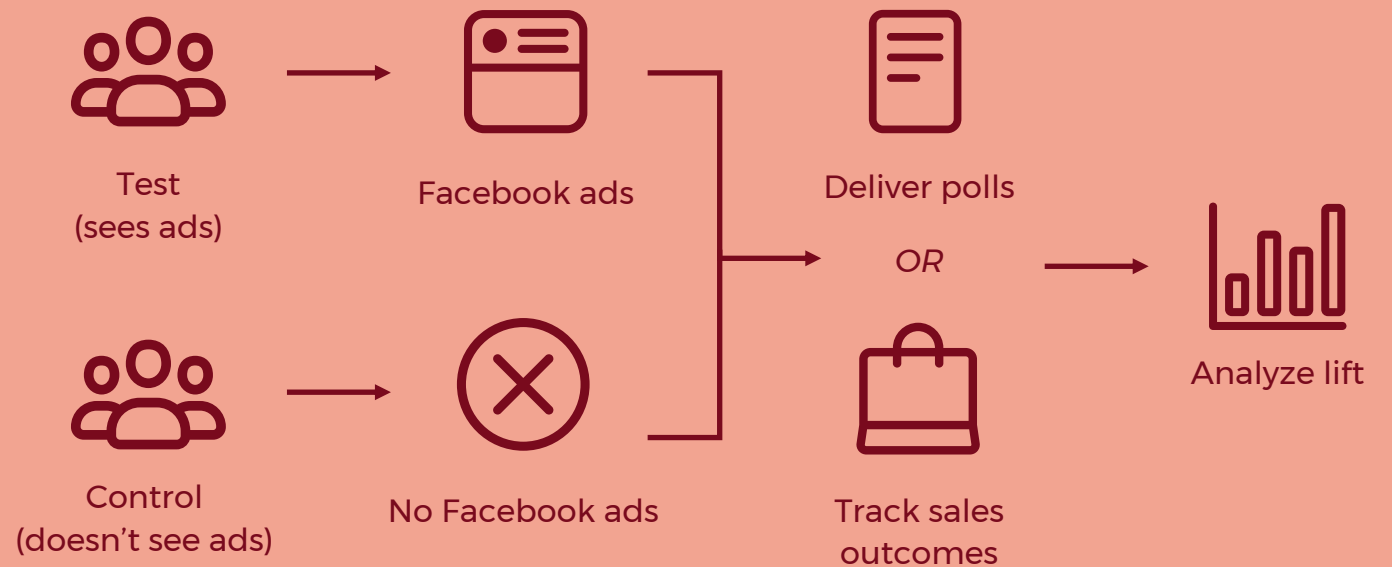 Test
(sees ads)
Facebook ads
Deliver polls
OR
Analyze lift
Control
(doesn't see ads)
No Facebook ads
Track sales
outcomes